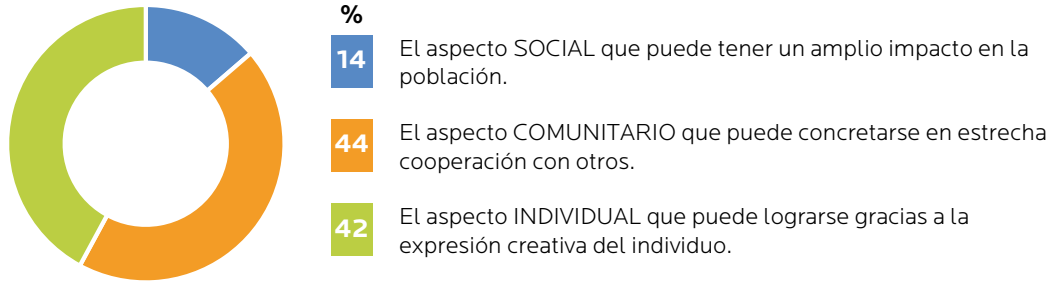 %
14
El aspecto SOCIAL que puede tener un amplio impacto en la
población.
44
El aspecto COMUNITARIO que puede concretarse en estrecha
cooperación con otros.
42
El aspecto INDIVIDUAL que puede lograrse gracias a la
expresión creativa del individuo.